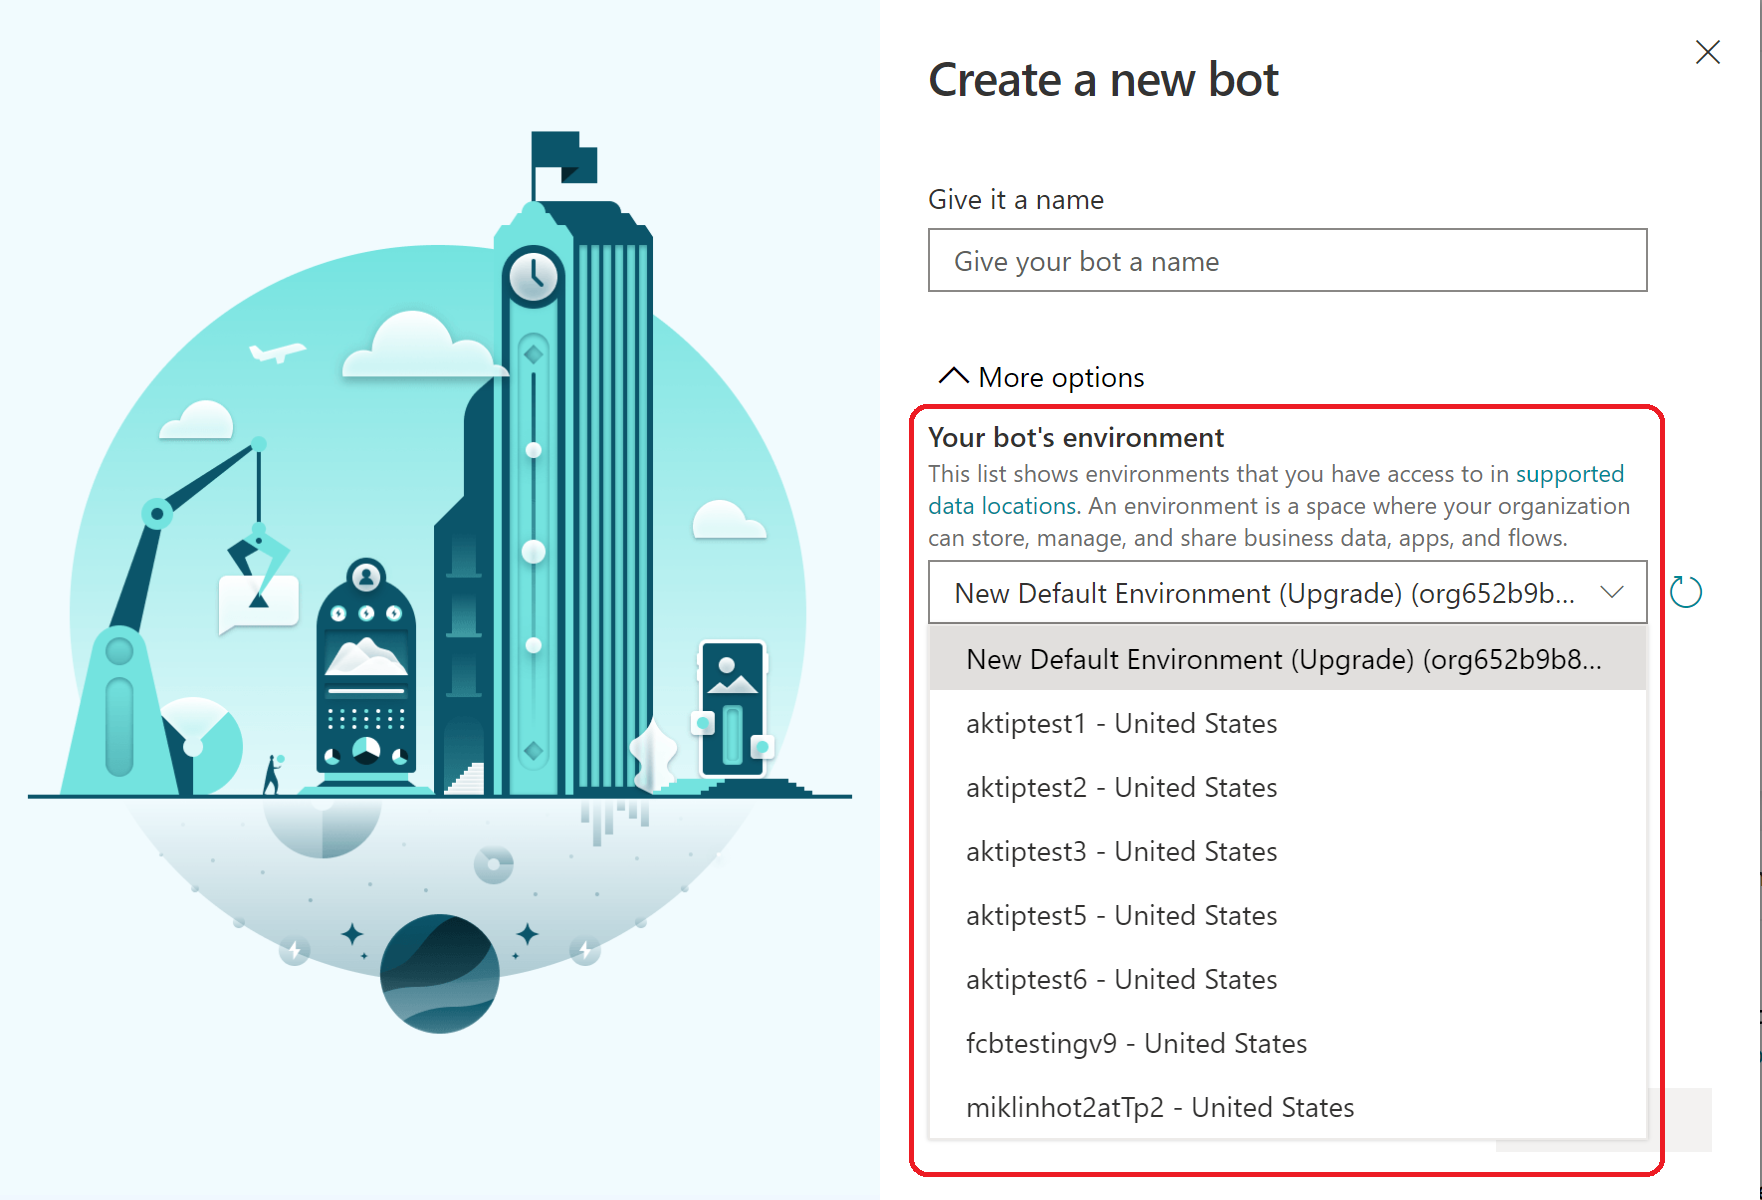 Create a new bot
Give it a name
Give your bot a name
More options
Your bot's environment
This list shows environments that you have access to in supported
data locations. An environment is a space where your organization
can store, manage, and share business data, apps, and flows.
New Default Environment (Upgrade) (org652b9b...
New Default Environment (Upgrade) (org652b9b8...
aktiptest1 - United States
aktiptest2 - United States
aktiptest3 - United States
aktiptest5 - United States
aktiptest6 - United States
fcbtestingv9 - United States
miklinhot2atTp2 - United States